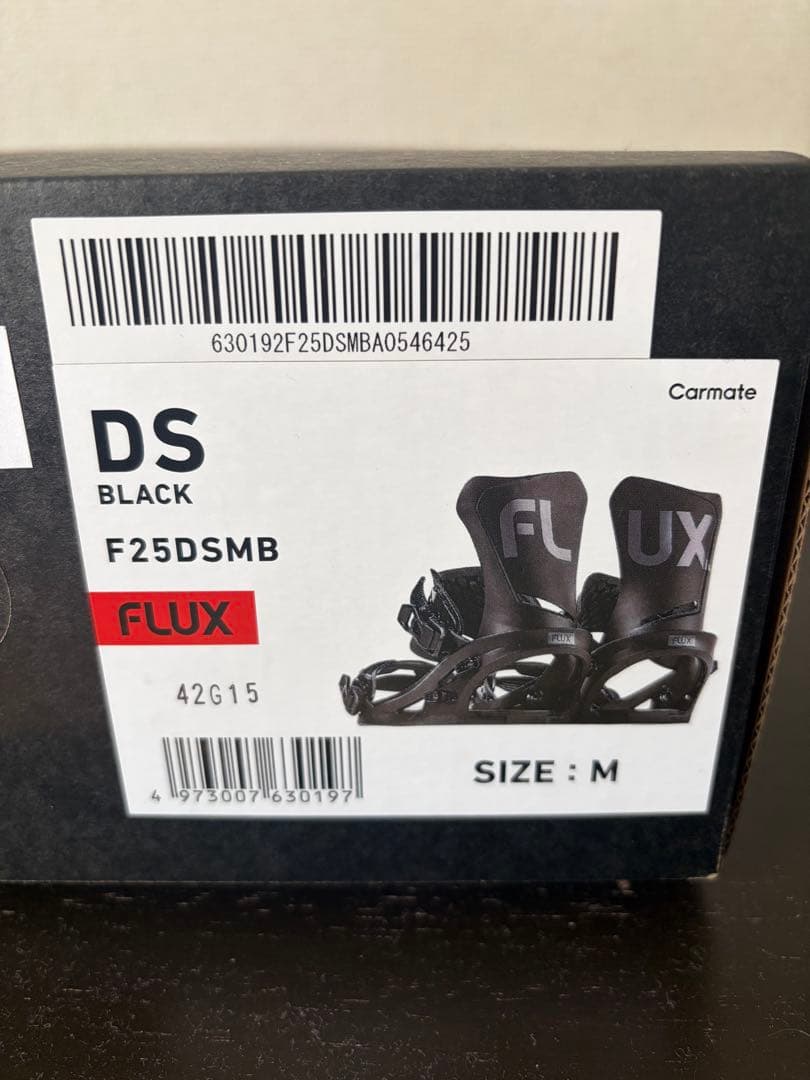 630192F25DSMBA0546425
Carmate
DS
BLACK
F25DSMB
FLUX
FL UX
FLUX FLUX
42G15
SIZE : M
4 973007 630197